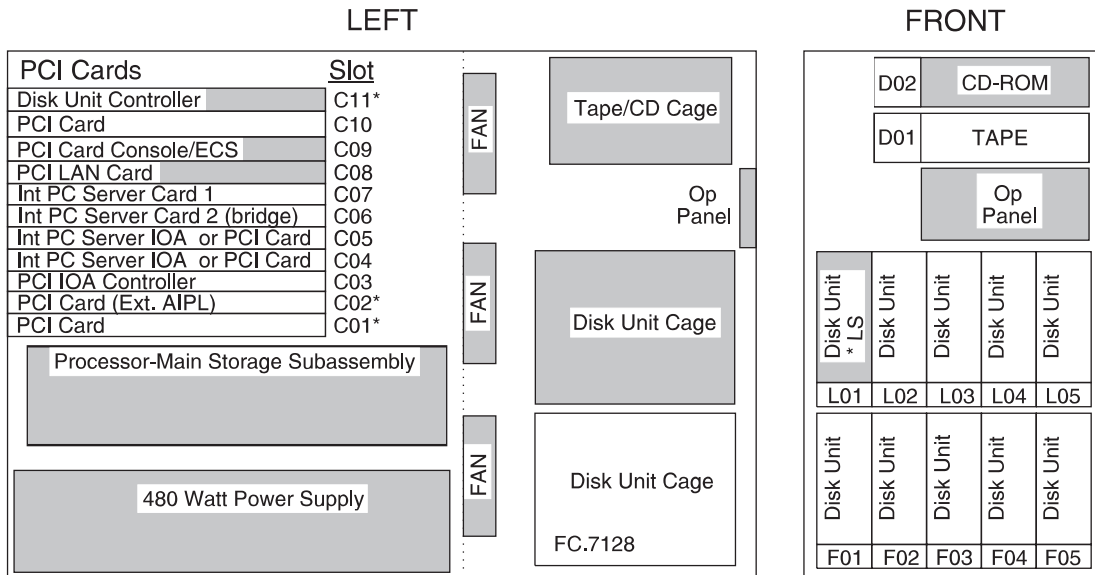 LEFT
PCI Cards Slot
Disk Unit Controller C11*
PCI Card C10
PCI Card Console/ECS C09
PCI LAN Card C08
Int PC Server Card 1 C07
Int PC Server Card 2 (bridge) C06
Int PC Server IOA or PCI Card C05
Int PC Server IOA or PCI Card C04
PCI IOA Controller C03
PCI Card (Ext. AIPL) C02*
PCI Card C01*
Processor-Main Storage Subassembly
480 Watt Power Supply
FAN
FAN
FAN
Tape/CD Cage
Op
Panel
Disk Unit Cage
Disk Unit Cage
FC.7128
FRONT
D02 CD-ROM
D01 TAPE
Op
Panel
Disk Unit
* LS
Disk Unit
Disk Unit
Disk Unit
Disk Unit
L01 L02 L03 L04 L05
Disk Unit
Disk Unit
Disk Unit
Disk Unit
Disk Unit
F01 F02 F03 F04 F05